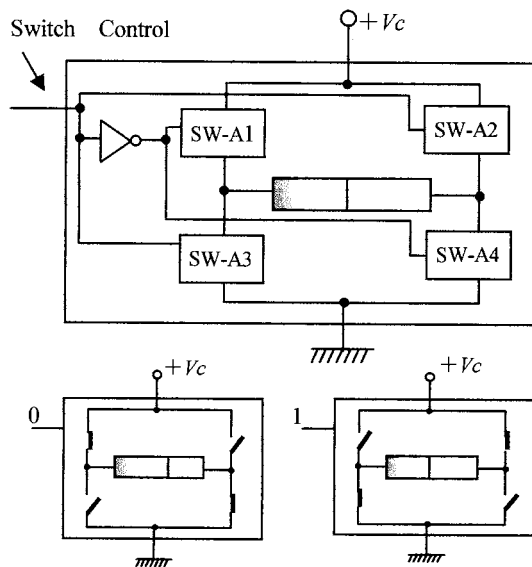 Switch Control
+Vc
SW-A1
SW-A2
SW-A3
SW-A4
0
+Vc
1
+Vc